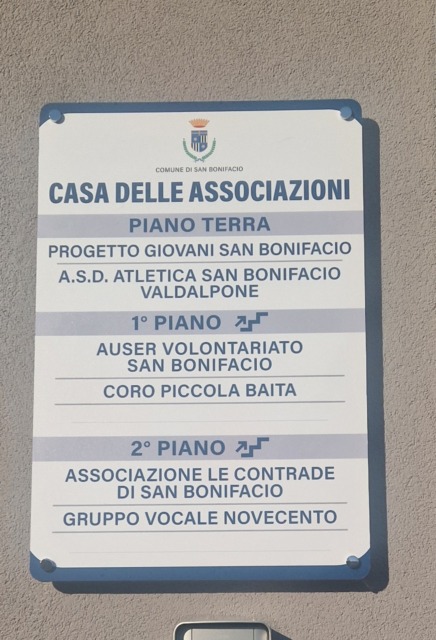 COMUNE DI SAN BONIFACIO
CASA DELLE ASSOCIAZIONI
PIANO TERRA
PROGETTO GIOVANI SAN BONIFACIO
A.S.D. ATLETICA SAN BONIFACIO
VALDALPONE
1° PIANO
AUSER VOLONTARIATO
SAN BONIFACIO
CORO PICCOLA BAITA
2° PIANO
ASSOCIAZIONE LE CONTRADE
DI SAN BONIFACIO
GRUPPO VOCALE NOVECENTO